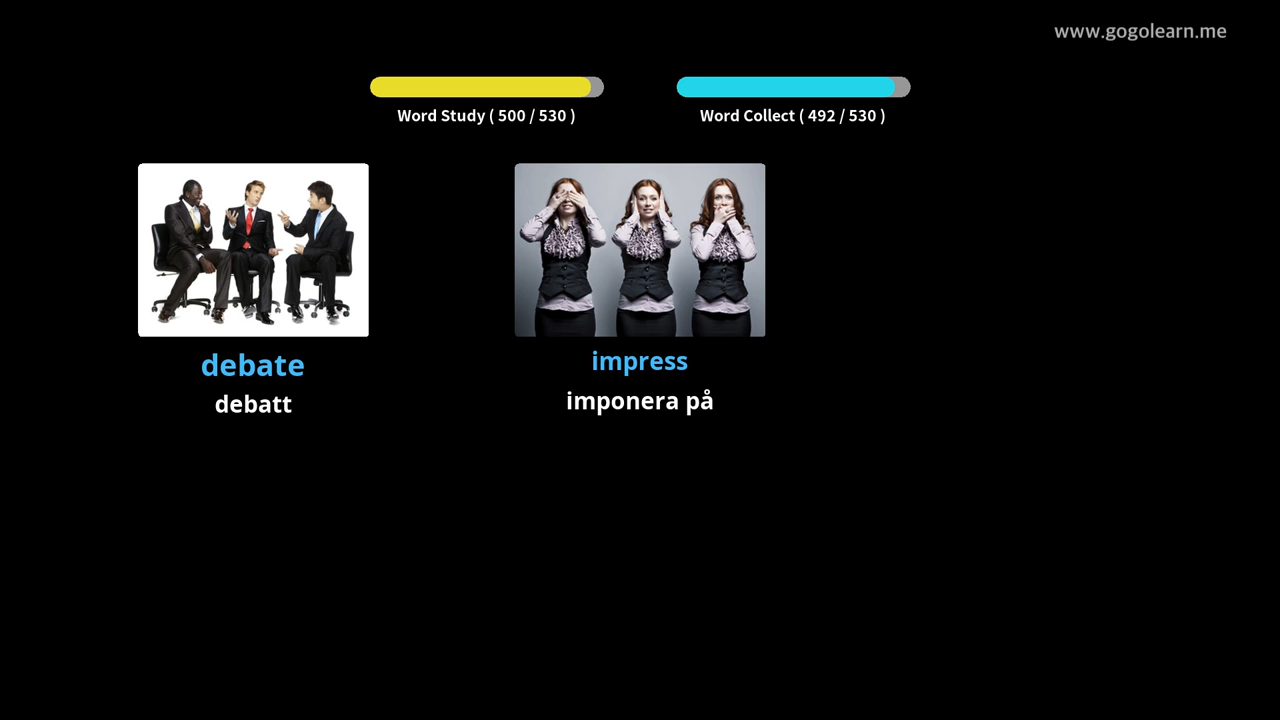 www.gogolearn.me
Word Study ( 500 / 530 )
Word Collect ( 492 / 530 )
debate
debatt
impress
imponera på